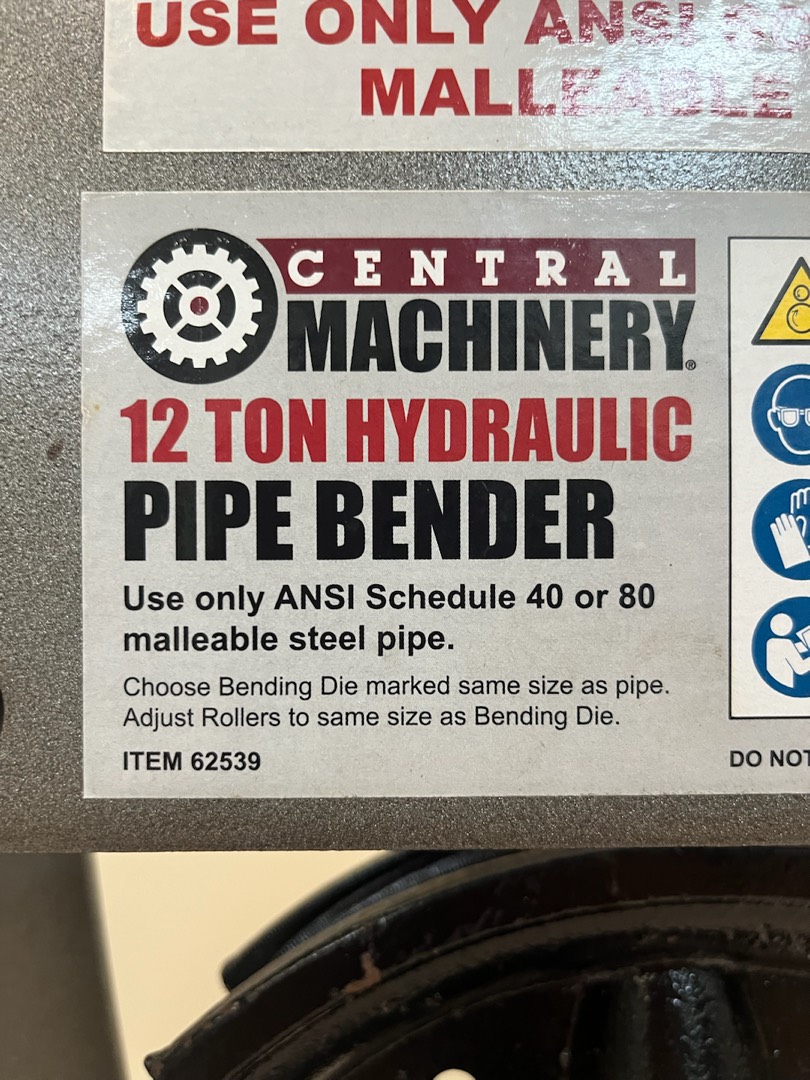 USE ONLY ANSI
MALLEABLE
CENTRAL
MACHINERY®
12 TON HYDRAULIC
PIPE BENDER
Use only ANSI Schedule 40 or 80
malleable steel pipe.
Choose Bending Die marked same size as pipe.
Adjust Rollers to same size as Bending Die.
ITEM 62539
DO NOT